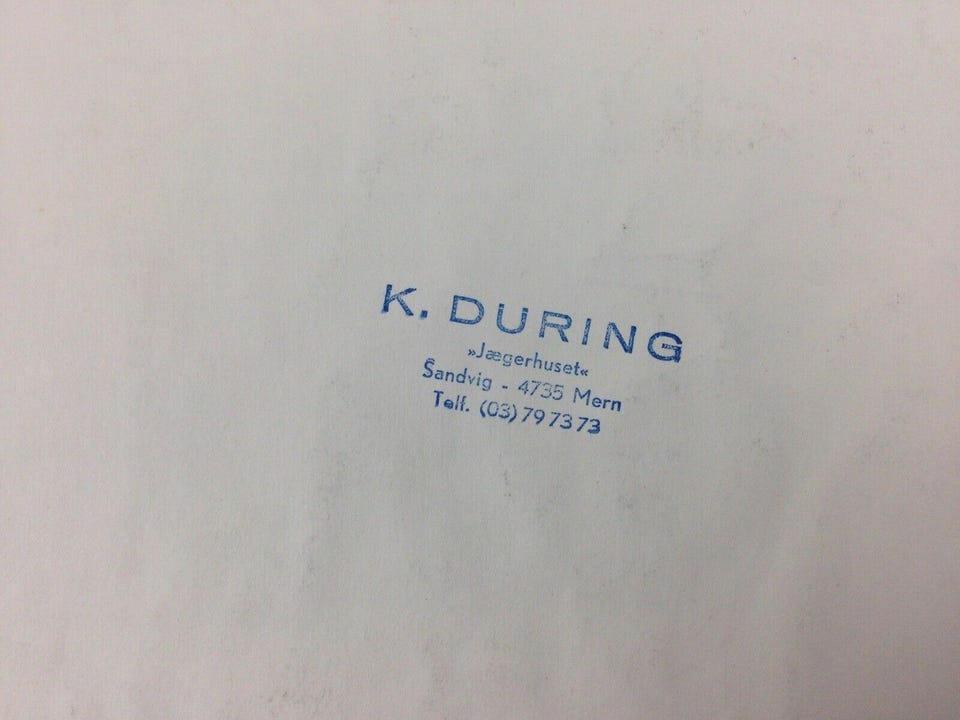 K. DURING
»Jægerhuset«
Sandvig - 4735 Mern
Telf. (03) 79 73 73